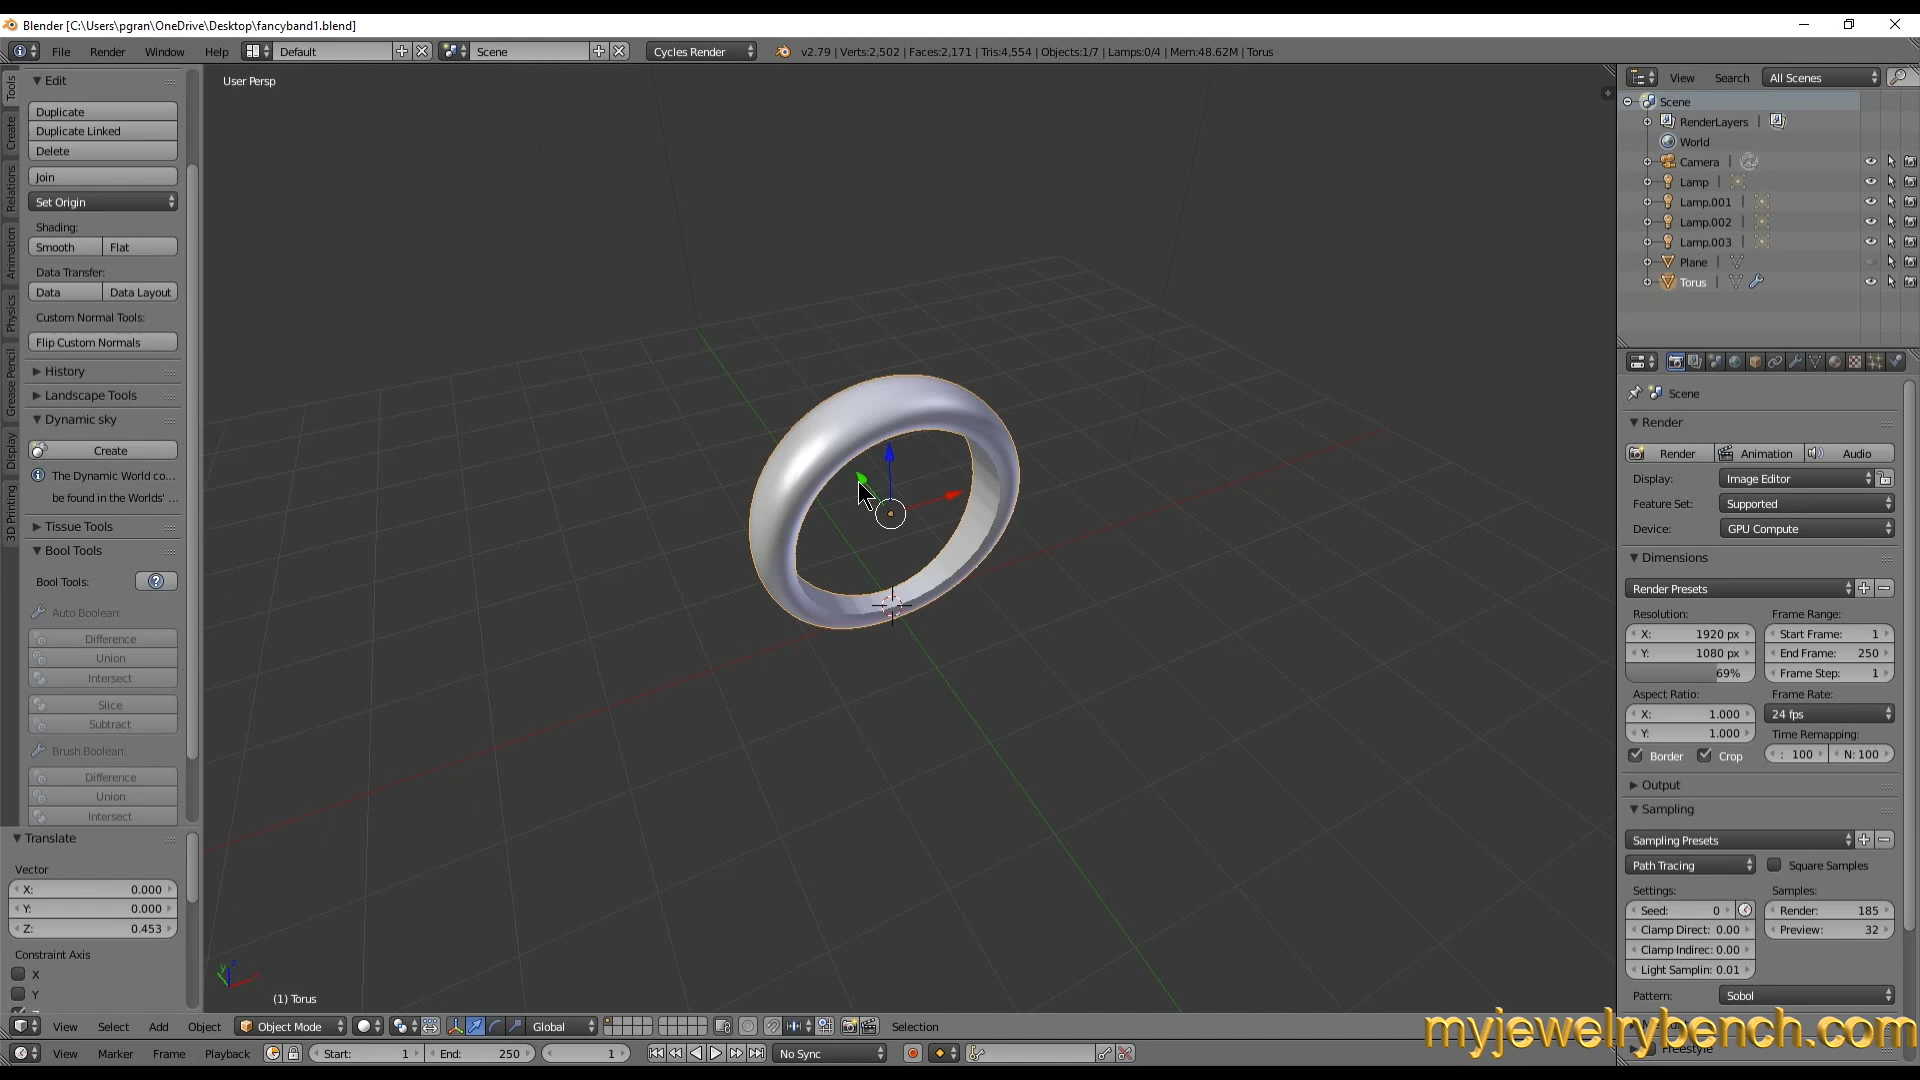 Blender [C:\Users\pgran\OneDrive\Desktop\fancyband1.blend]
File Render Window Help Default Scene Cycles Render v2.79 | Verts:2,502 | Faces:2,171 | Tris:4,554 | Objects:1/7 | Lamps:0/4 | Mem:48.62M | Torus
Tools
Create
Relations
Animation
Physics
Grease Pencil
Display
3D Printing
Edit
Duplicate
Duplicate Linked
Delete
Join
Set Origin
Shading:
Smooth Flat
Data Transfer:
Data Data Layout
Custom Normal Tools:
Flip Custom Normals
History
Landscape Tools
Dynamic sky
Create
The Dynamic World co...
be found in the Worlds' ...
Tissue Tools
Bool Tools
Bool Tools:
Auto Boolean:
Difference
Union
Intersect
Slice
Subtract
Brush Boolean:
Difference
Union
Intersect
Translate
Vector
X: 0.000
Y: 0.000
Z: 0.453
Constraint Axis
X
Y
User Persp
(1) Torus
View Search All Scenes
Scene
RenderLayers
World
Camera
Lamp
Lamp.001
Lamp.002
Lamp.003
Plane
Torus
Scene
Render
Render Animation Audio
Display: Image Editor
Feature Set: Supported
Device: GPU Compute
Dimensions
Render Presets
Resolution: Frame Range:
X: 1920 px Start Frame: 1
Y: 1080 px End Frame: 250
69% Frame Step: 1
Aspect Ratio: Frame Rate:
X: 1.000 24 fps
Y: 1.000 Time Remapping:
Border Crop : 100 N: 100
Output
Sampling
Sampling Presets
Path Tracing Square Samples
Settings: Samples:
Seed: 0 Render: 185
Clamp Direct: 0.00 Preview: 32
Clamp Indirec: 0.00
Light Samplin: 0.01
Pattern: Sobol
Freestyle
myjewelrybench.com
View Select Add Object Object Mode Global Selection
View Marker Frame Playback Start: 1 End: 250 1 No Sync